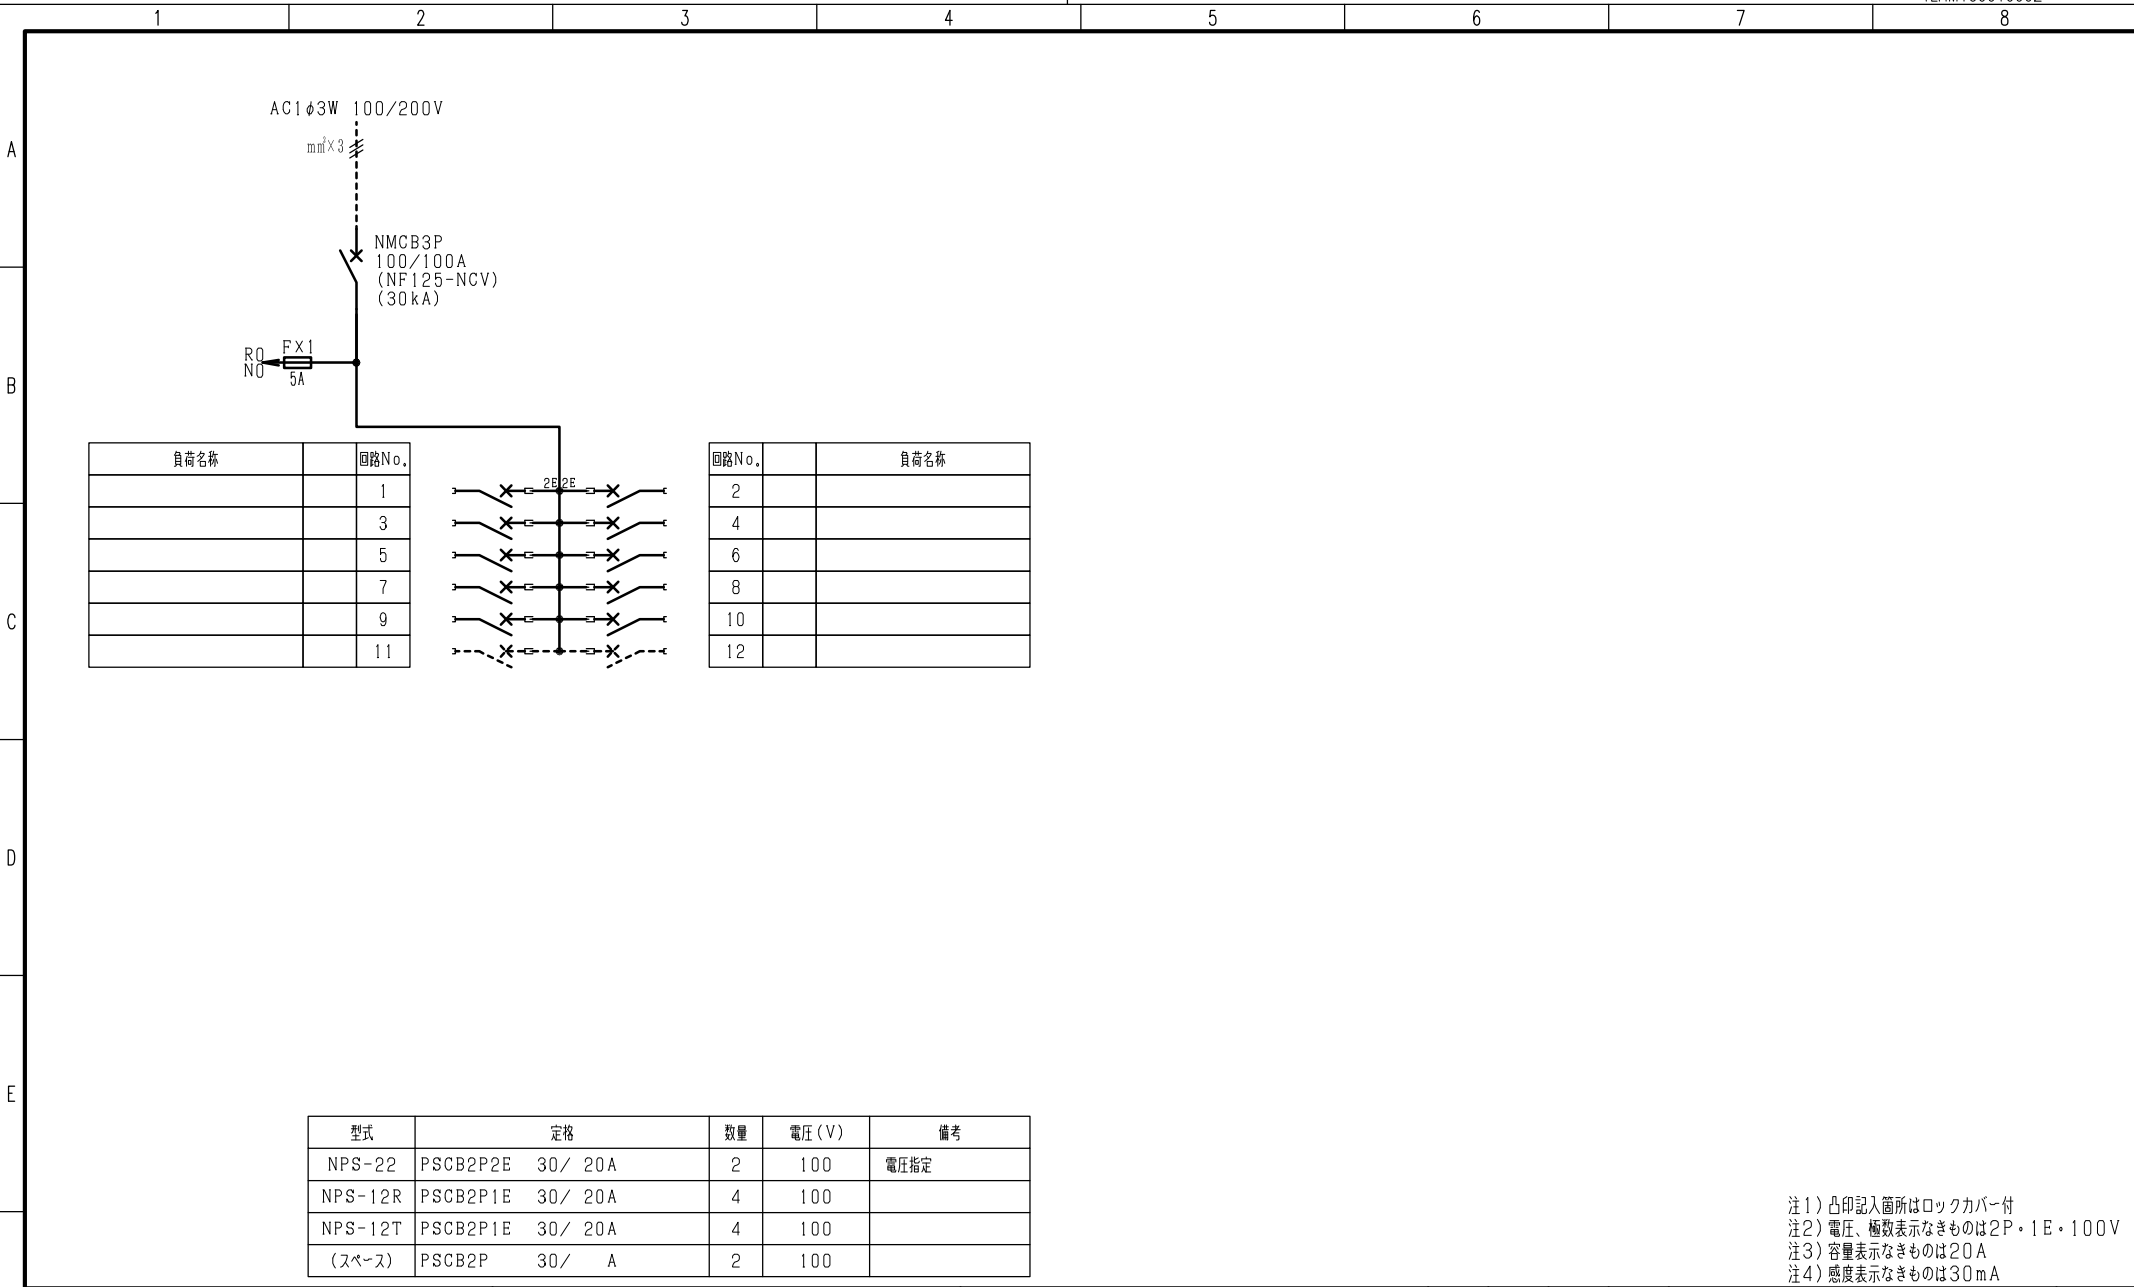 1 2 3 4 5 6 7 8
A
B
C
D
E
AC1φ3W 100/200V
mm²×3
NMCB3P
100/100A
(NF125-NCV)
(30kA)
R0
N0
F×1
5A
負荷名称 回路No.
1
3
5
7
9
11
2E 2E
回路No. 負荷名称
2
4
6
8
10
12
型式 定格 数量 電圧(V) 備考
NPS-22 PSCB2P2E 30/ 20A 2 100 電圧指定
NPS-12R PSCB2P1E 30/ 20A 4 100
NPS-12T PSCB2P1E 30/ 20A 4 100
(スペース) PSCB2P 30/ A 2 100
注1)凸印記入箇所はロックカバー付
注2)電圧、極数表示なきものは2P・1E・100V
注3)容量表示なきものは20A
注4)感度表示なきものは30mA